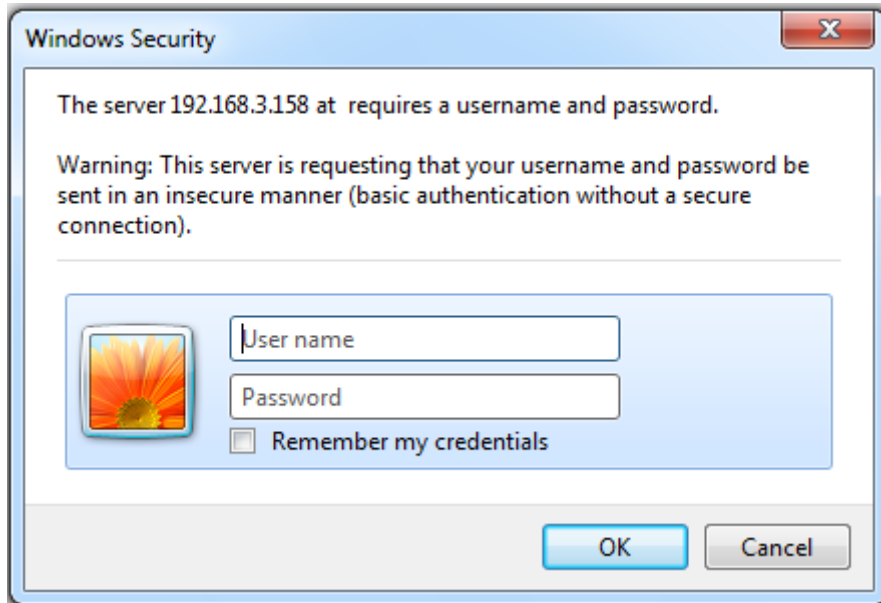 Windows Security
The server 192.168.3.158 at  requires a username and password.
Warning: This server is requesting that your username and password be
sent in an insecure manner (basic authentication without a secure
connection).
User name
Password
Remember my credentials
OK
Cancel